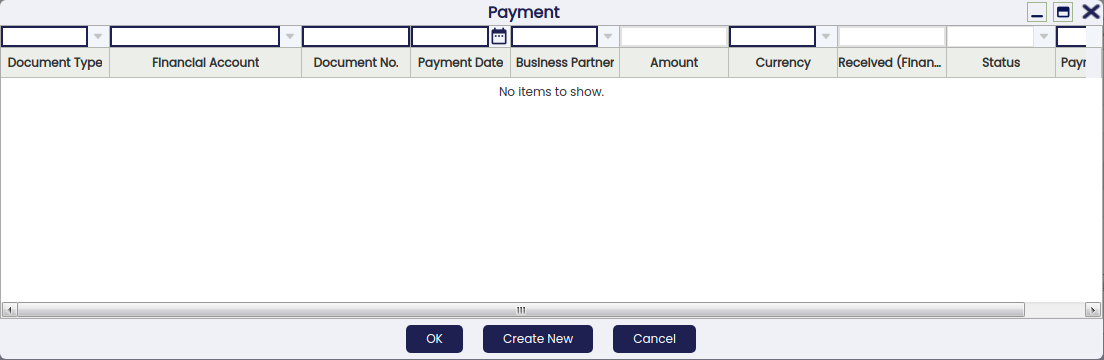 Payment
Document Type Financial Account Document No. Payment Date Business Partner Amount Currency Received (Finan... Status
No items to show.
OK Create New Cancel